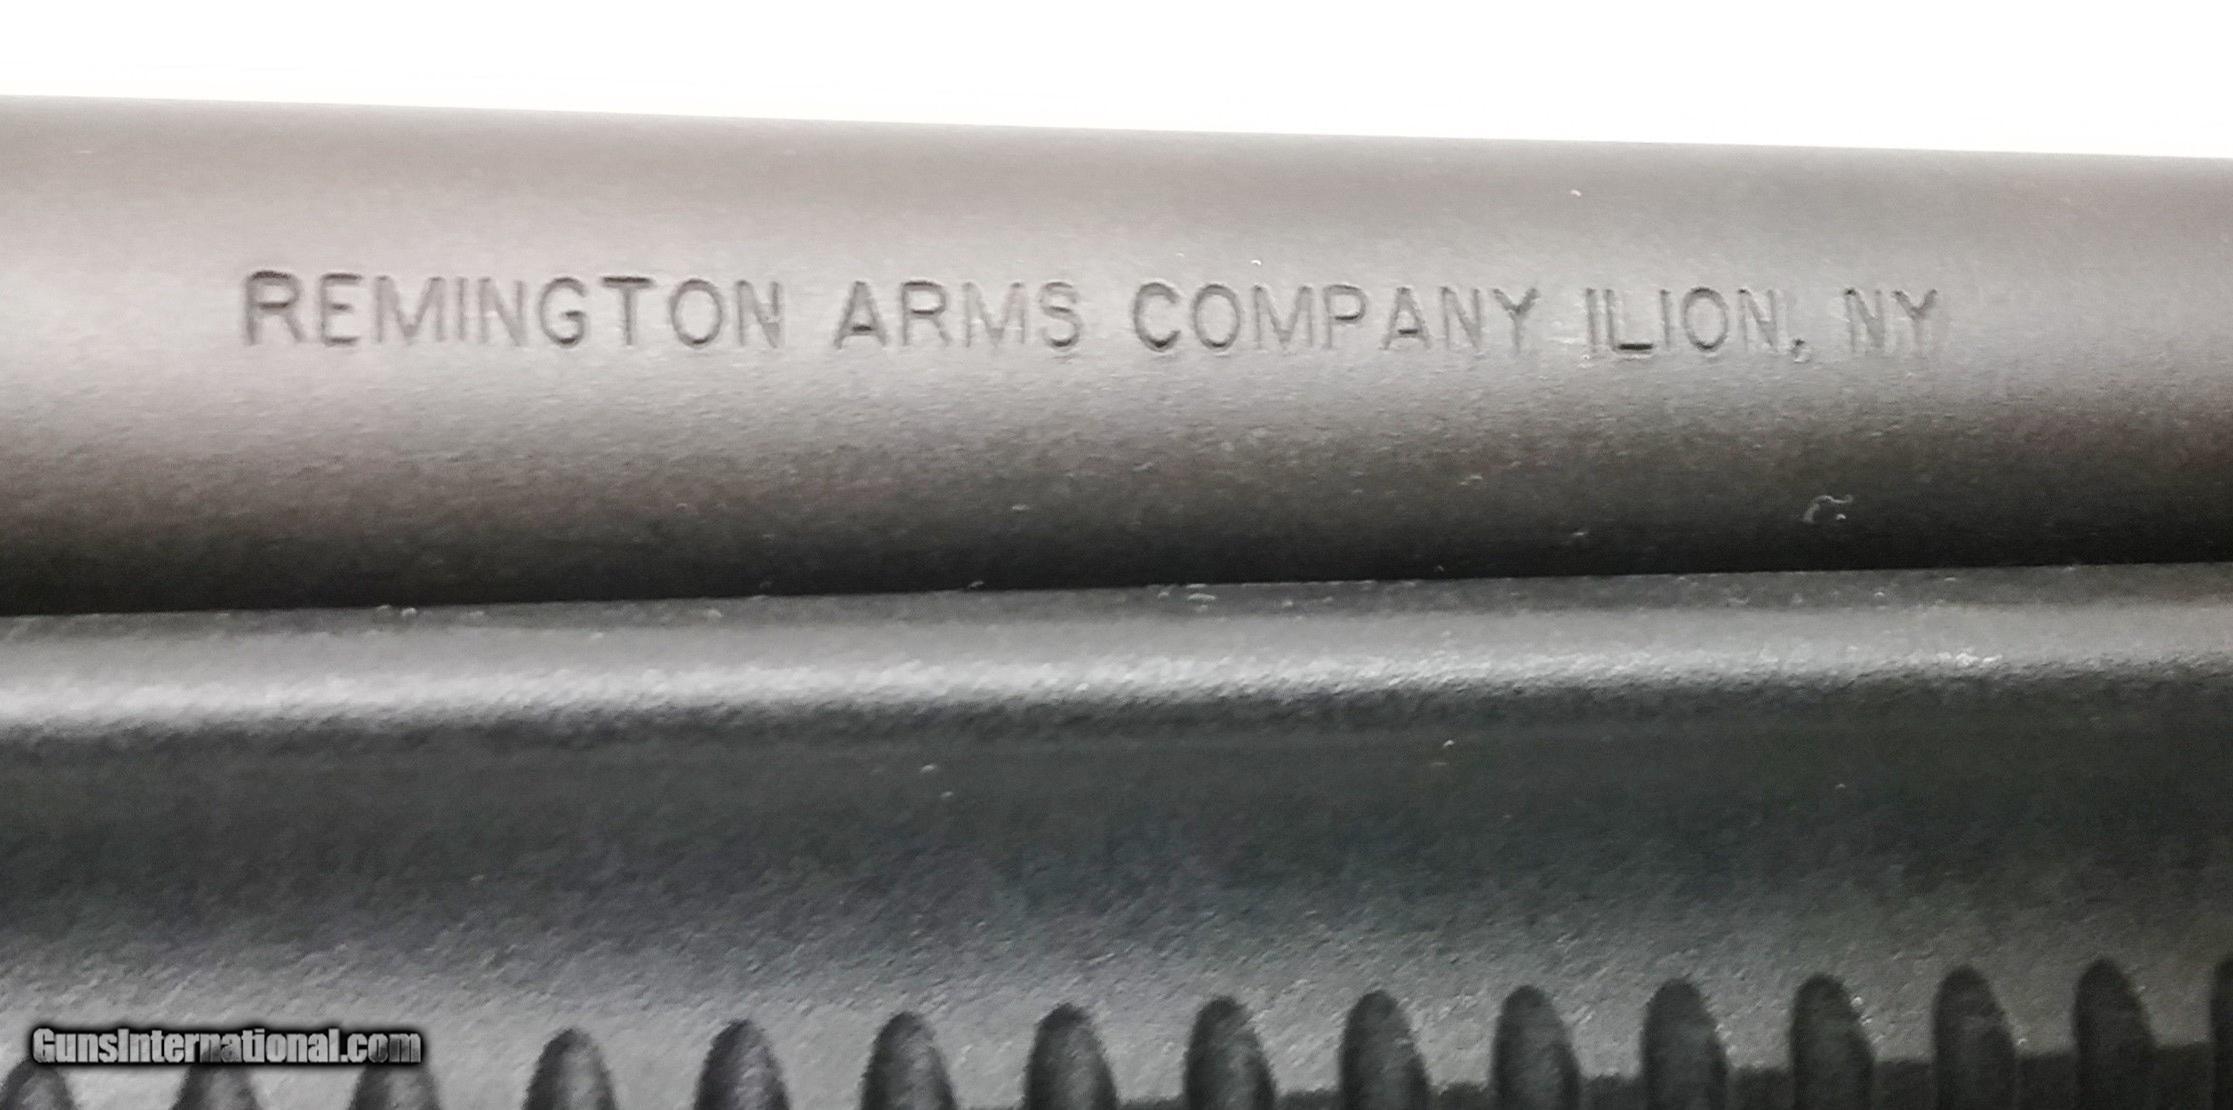 REMINGTON ARMS COMPANY ILION, NY
GunsInternational.com